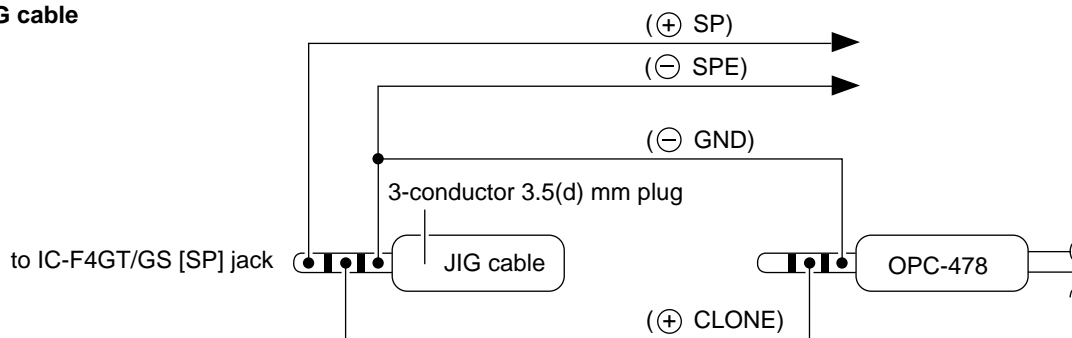 G cable
(⊕ SP)
(⊖ SPE)
(⊖ GND)
3-conductor 3.5(d) mm plug
to IC-F4GT/GS [SP] jack
JIG cable
OPC-478
(⊕ CLONE)